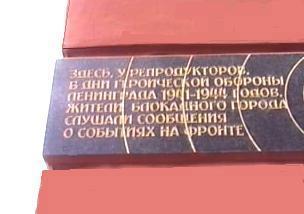 ЗДЕСЬ, У РЕПРОДУКТОРОВ,
В ДНИ ГЕРОИЧЕСКОЙ ОБОРОНЫ
ЛЕНИНГРАДА 1941-1944 ГОДОВ,
ЖИТЕЛИ БЛОКАДНОГО ГОРОДА
СЛУШАЛИ СООБЩЕНИЯ
О СОБЫТИЯХ НА ФРОНТЕ